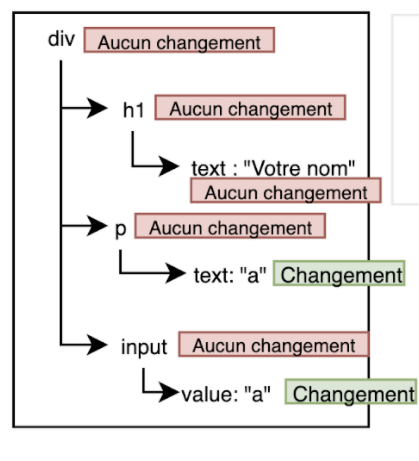 div Aucun changement
h1 Aucun changement
text : "Votre nom"
Aucun changement
p Aucun changement
text: "a" Changement
input Aucun changement
value: "a" Changement